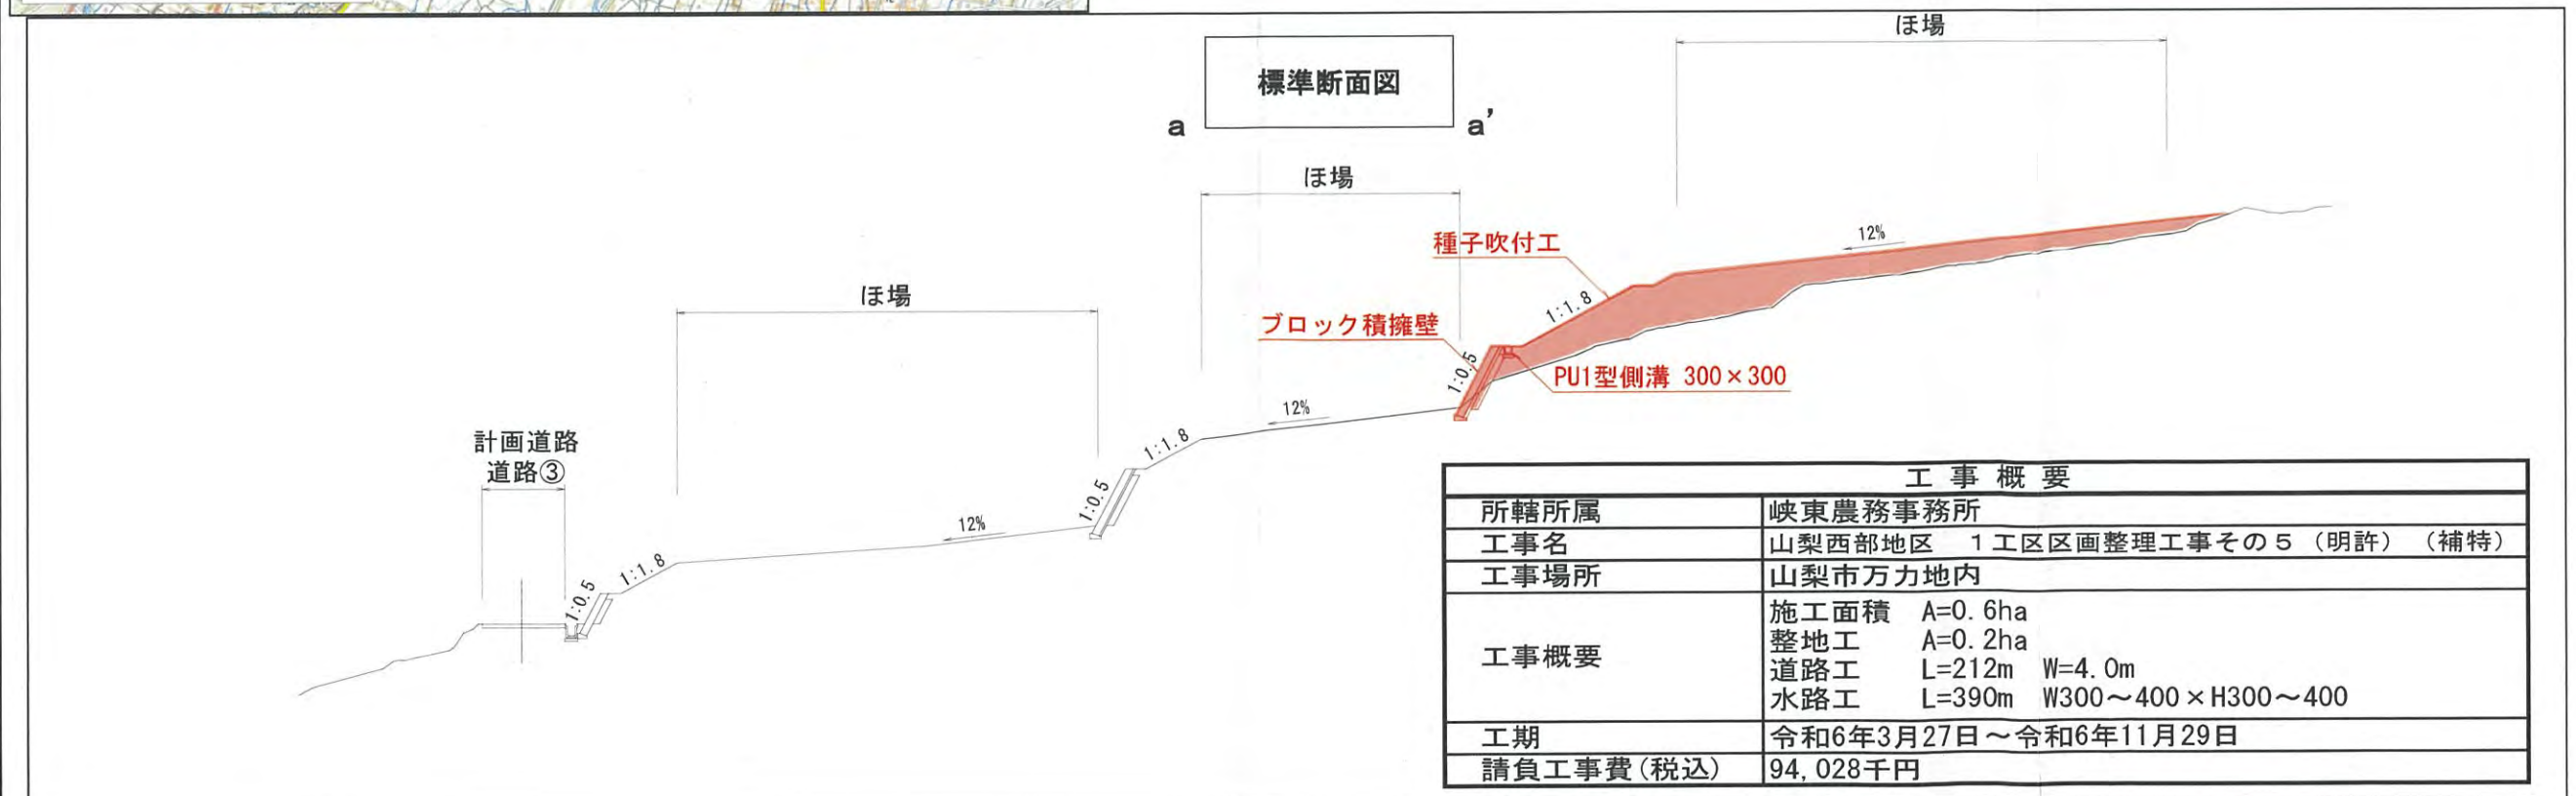 ほ場
標準断面図
a a’
ほ場
12%
種子吹付工
ほ場
1:1.8
ブロック積擁壁
1:0.5
PU1型側溝 300×300
12%
計画道路
道路③
1:1.8
1:0.5
12%
1:1.8
1:0.5
工事概要
所轄所属 峡東農務事務所
工事名 山梨西部地区 1工区区画整理工事その5(明許)(補特)
工事場所 山梨市万力地内
工事概要
施工面積 A=0.6ha
整地工 A=0.2ha
道路工 L=212m W=4.0m
水路工 L=390m W300～400×H300～400
工期 令和6年3月27日～令和6年11月29日
請負工事費(税込) 94,028千円